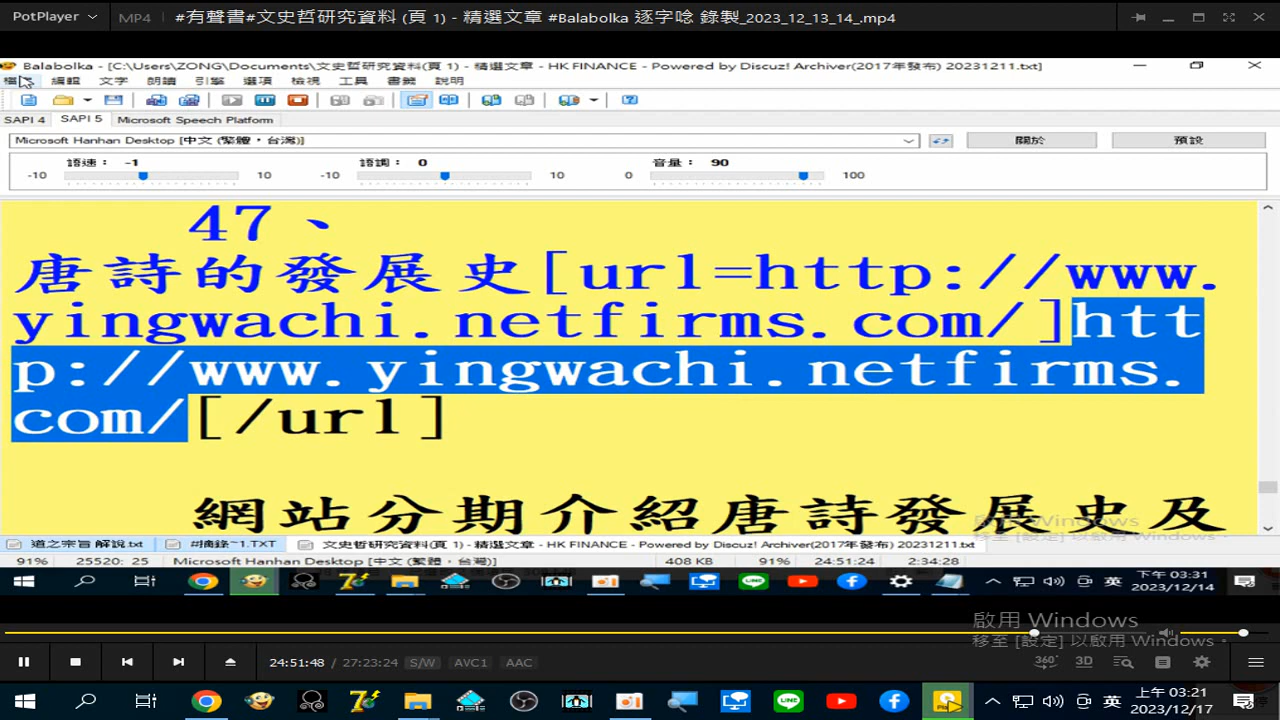 PotPlayer MP4 #有聲書#文史哲研究資料 (頁 1) - 精選文章 #Balabolka 逐字唸 錄製_2023_12_13_14_.mp4
Balabolka - [C:\Users\ZONG\Documents\文史哲研究資料(頁 1) - 精選文章 - HK FINANCE - Powered by Discuz! Archiver(2017年發布) 20231211.txt]
檔案 編輯 文字 朗讀 引擎 選項 檢視 工具 書籤 說明
SAPI 4 SAPI 5 Microsoft Speech Platform
Microsoft Hanhan Desktop [中文 (繁體，台灣)] 關於 預設
語速： -1 語調： 0 音量： 90
-10 10 -10 10 0 100
47、
唐詩的發展史[url=http://www.
yingwachi.netfirms.com/]htt
p://www.yingwachi.netfirms.
com/[/url]
網站分期介紹唐詩發展史及
啟用 Windows
移至 [設定] 以啟用 Windows。
道之宗旨 解說.txt #摘錄~1.TXT 文史哲研究資料(頁 1) - 精選文章 - HK FINANCE - Powered by Discuz! Archiver(2017年發布) 20231211.txt
91% 25520: 25 Microsoft Hanhan Desktop [中文 (繁體，台灣)] 408 KB 91% 24:51:24 2:34:28
英 下午 03:31
2023/12/14
啟用 Windows
移至 [設定] 以啟用 Windows。
24:51:48 / 27:23:24 S/W AVC1 AAC 360° 3D
英 上午 03:21
2023/12/17